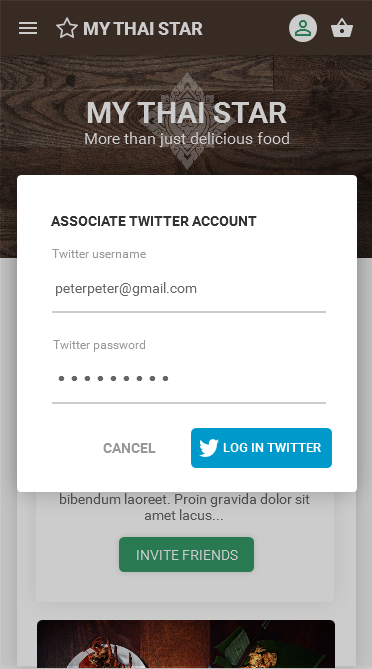 MY THAI STAR
MY THAI STAR
More than just delicious food
ASSOCIATE TWITTER ACCOUNT
Twitter username
peterpeter@gmail.com
Twitter password
•••••••••
CANCEL
LOG IN TWITTER
bibendum laoreet. Proin gravida dolor sit
amet lacus...
INVITE FRIENDS